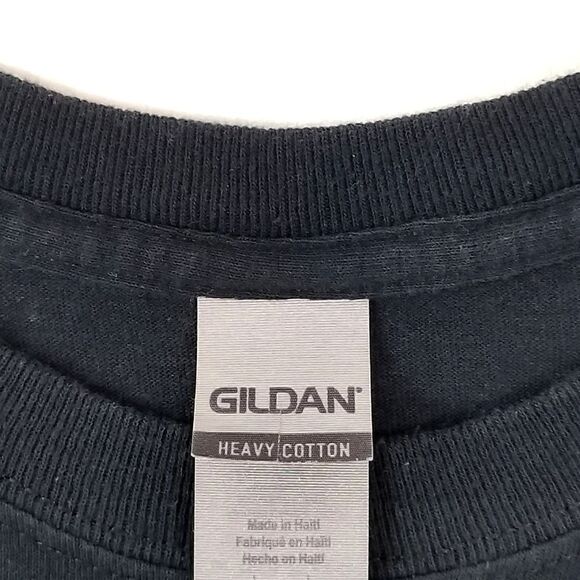 GILDAN®
HEAVY COTTON
Made in Haiti
Fabriqué en Haïti
Hecho en Haití